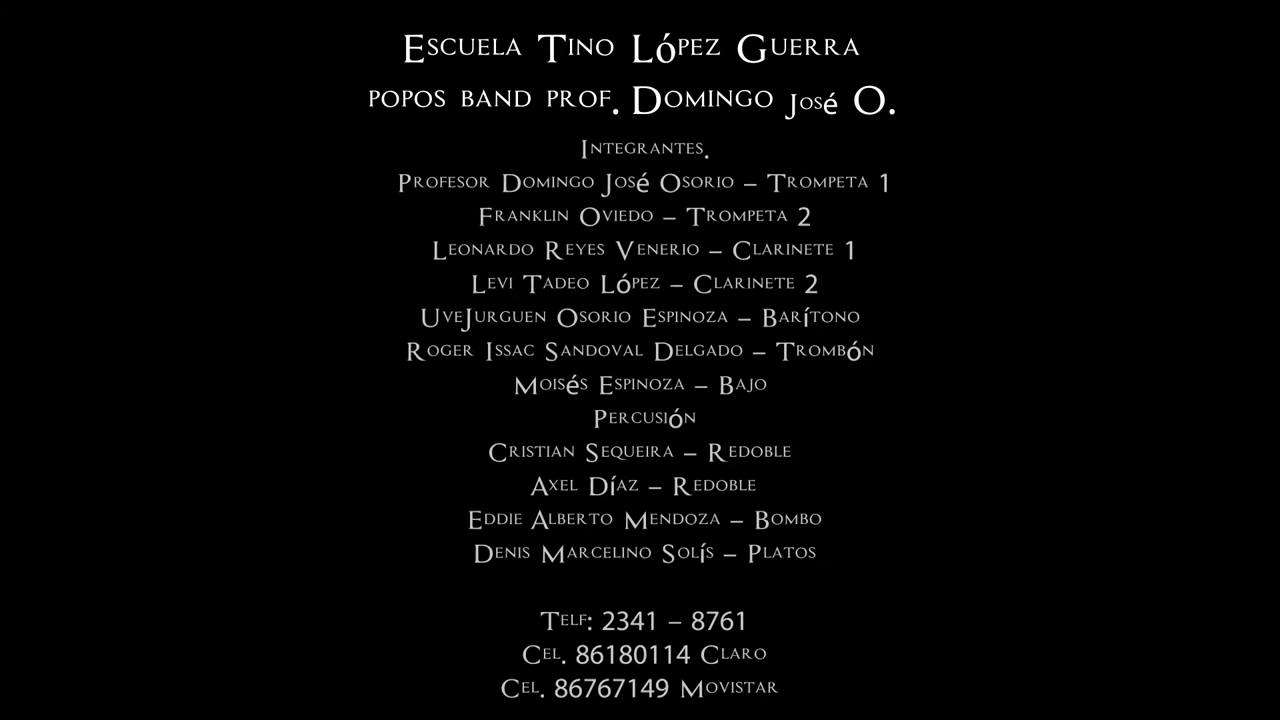 Escuela Tino López Guerra
popos band prof. Domingo José O.
Integrantes.
Profesor Domingo José Osorio – Trompeta 1
Franklin Oviedo – Trompeta 2
Leonardo Reyes Venerio – Clarinete 1
Levi Tadeo López – Clarinete 2
UveJurguen Osorio Espinoza – Barítono
Roger Issac Sandoval Delgado – Trombón
Moisés Espinoza – Bajo
Percusión
Cristian Sequeira – Redoble
Axel Díaz – Redoble
Eddie Alberto Mendoza – Bombo
Denis Marcelino Solís – Platos
Telf: 2341 – 8761
Cel. 86180114 Claro
Cel. 86767149 Movistar